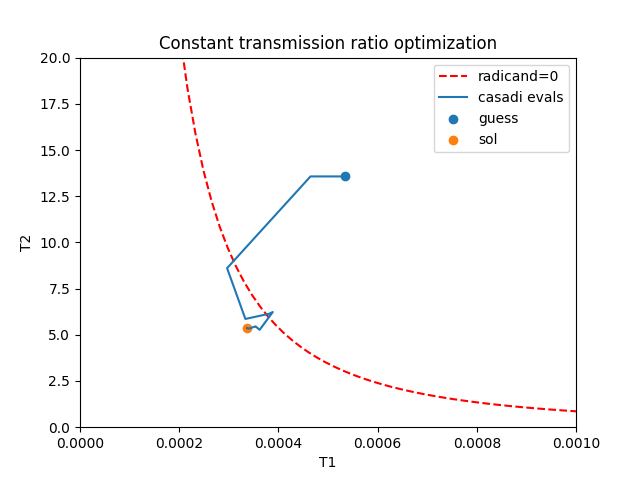 Constant transmission ratio optimization
radicand=0
casadi evals
guess
sol
20.0
17.5
15.0
12.5
10.0
7.5
5.0
2.5
0.0
T2
0.0000 0.0002 0.0004 0.0006 0.0008 0.0010
T1